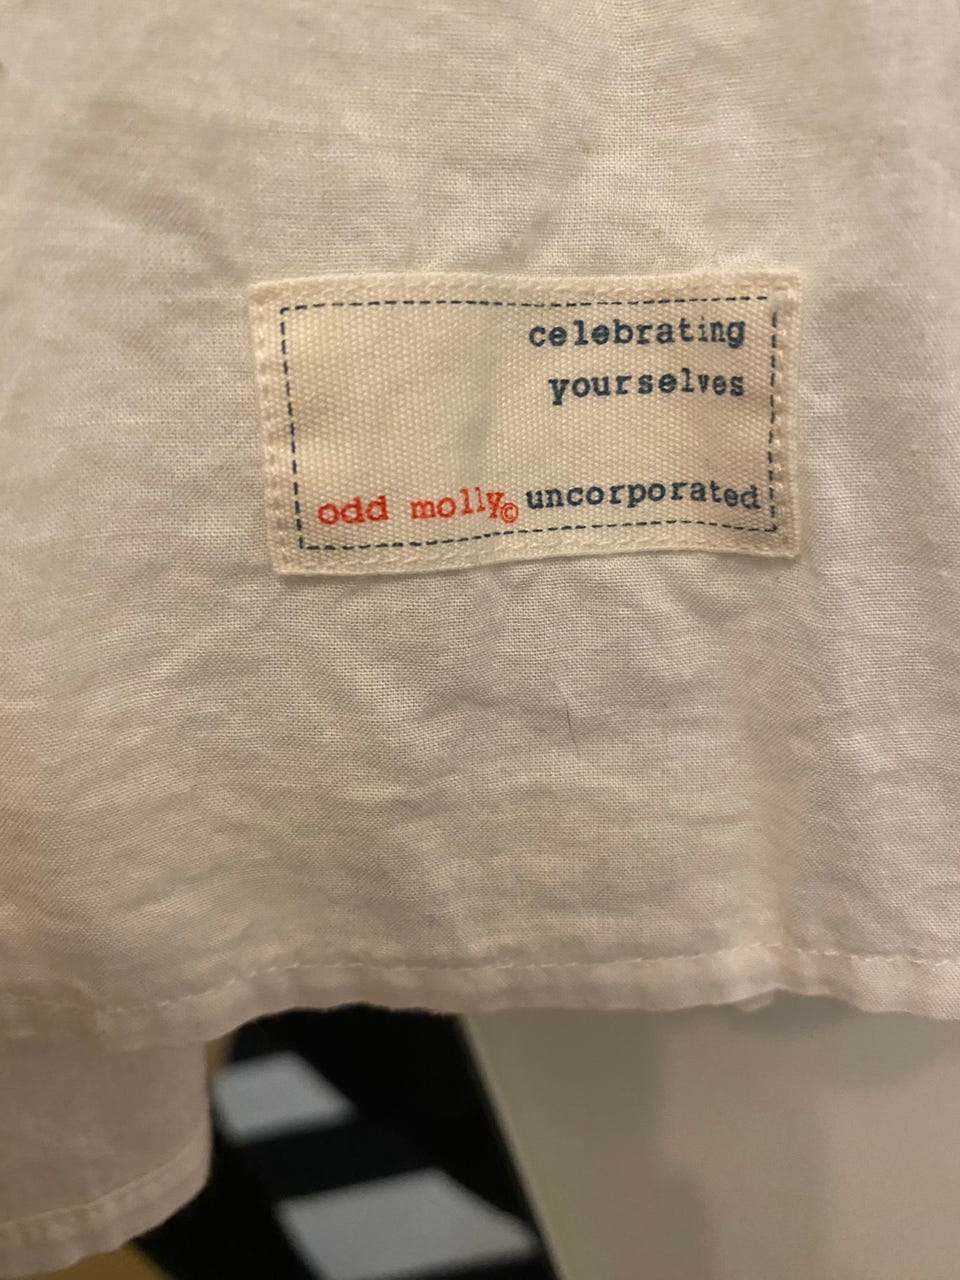 celebrating
yourselves
odd molly© uncorporated